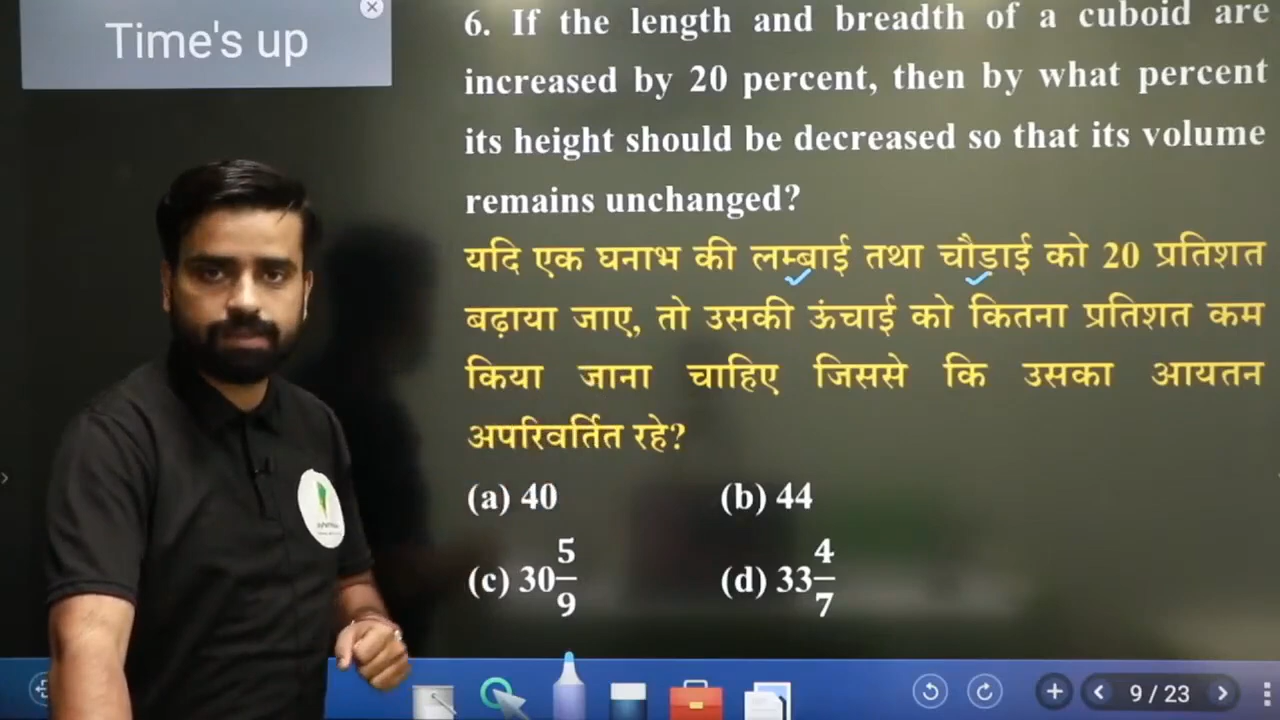 Time's up
6. If the length and breadth of a cuboid are
increased by 20 percent, then by what percent
its height should be decreased so that its volume
remains unchanged?
यदि एक घनाभ की लम्बाई तथा चौड़ाई को 20 प्रतिशत
बढ़ाया जाए, तो उसकी ऊंचाई को कितना प्रतिशत कम
किया जाना चाहिए जिससे कि उसका आयतन
अपरिवर्तित रहे?
(a) 40 (b) 44
(c) 30 5/9 (d) 33 4/7
9 / 23